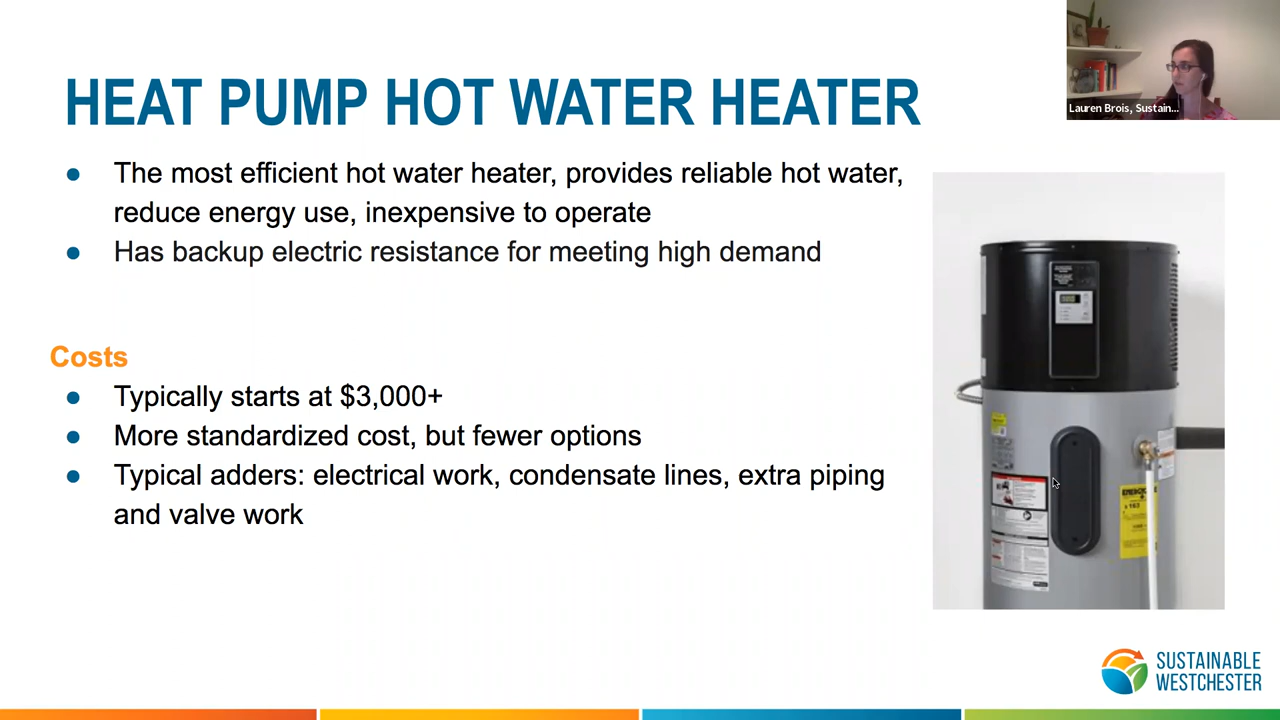 HEAT PUMP HOT WATER HEATER
Lauren Brois, Sustain...
● The most efficient hot water heater, provides reliable hot water,
reduce energy use, inexpensive to operate
● Has backup electric resistance for meeting high demand
Costs
● Typically starts at $3,000+
● More standardized cost, but fewer options
● Typical adders: electrical work, condensate lines, extra piping
and valve work
SUSTAINABLE
WESTCHESTER